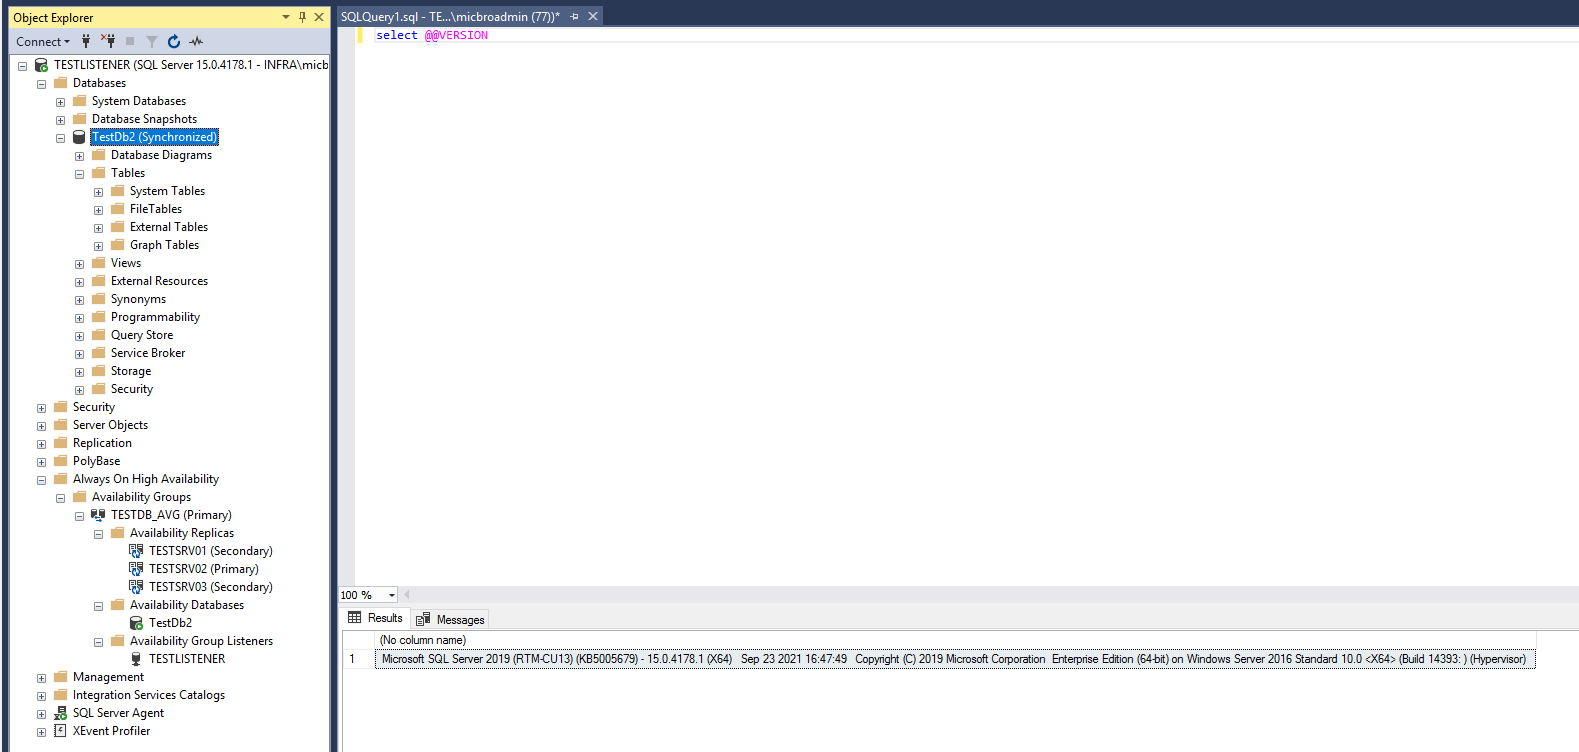 Object Explorer
Connect
TESTLISTENER (SQL Server 15.0.4178.1 - INFRA\micb
Databases
System Databases
Database Snapshots
TestDb2 (Synchronized)
Database Diagrams
Tables
System Tables
FileTables
External Tables
Graph Tables
Views
External Resources
Synonyms
Programmability
Query Store
Service Broker
Storage
Security
Security
Server Objects
Replication
PolyBase
Always On High Availability
Availability Groups
TESTDB_AVG (Primary)
Availability Replicas
TESTSRV01 (Secondary)
TESTSRV02 (Primary)
TESTSRV03 (Secondary)
Availability Databases
TestDb2
Availability Group Listeners
TESTLISTENER
Management
Integration Services Catalogs
SQL Server Agent
XEvent Profiler
SQLQuery1.sql - TE...\micbroadmin (77))*
select @@VERSION
100 %
Results Messages
(No column name)
1 Microsoft SQL Server 2019 (RTM-CU13) (KB5005679) - 15.0.4178.1 (X64) Sep 23 2021 16:47:49 Copyright (C) 2019 Microsoft Corporation Enterprise Edition (64-bit) on Windows Server 2016 Standard 10.0 <X64> (Build 14393: ) (Hypervisor)